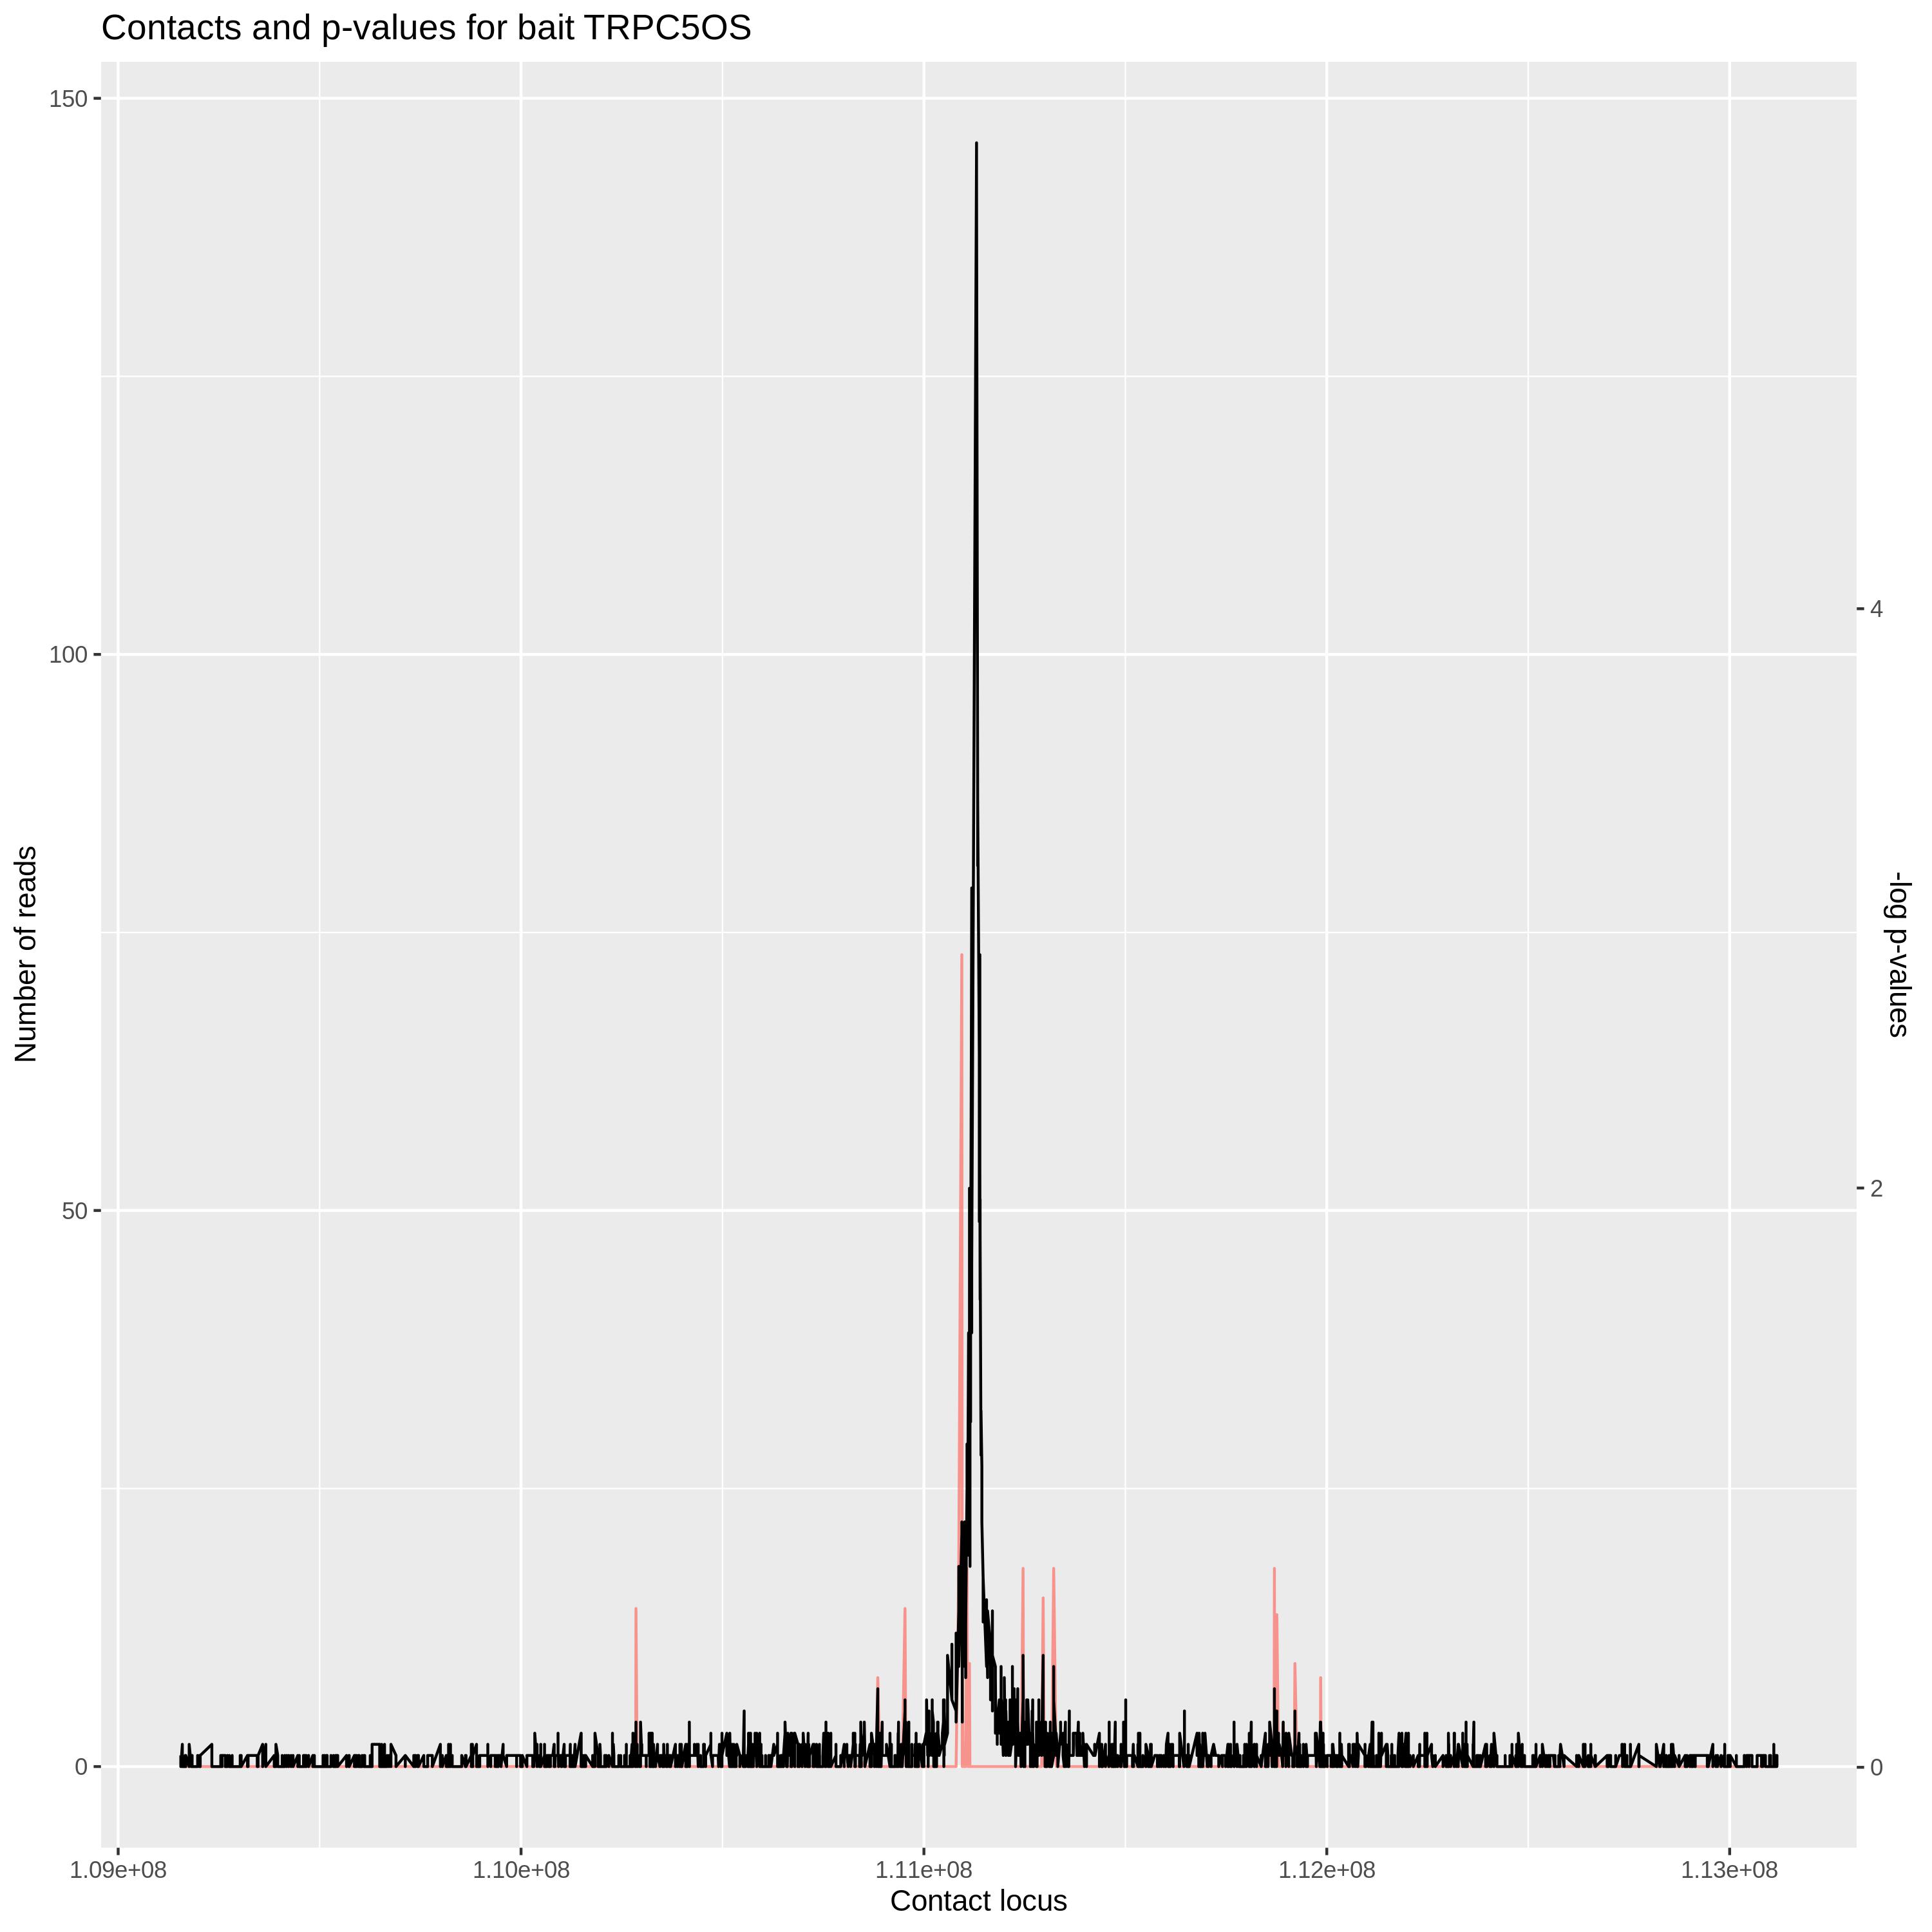 Contacts and p-values for bait TRPC5OS
150
100
50
0
Number of reads
4
2
0
-log p-values
1.09e+08
1.10e+08
1.11e+08
1.12e+08
1.13e+08
Contact locus